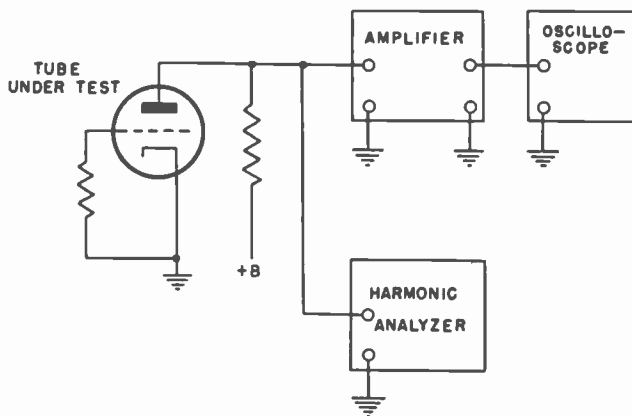 TUBE
UNDER TEST
AMPLIFIER
OSCILLO-
SCOPE
+B
HARMONIC
ANALYZER